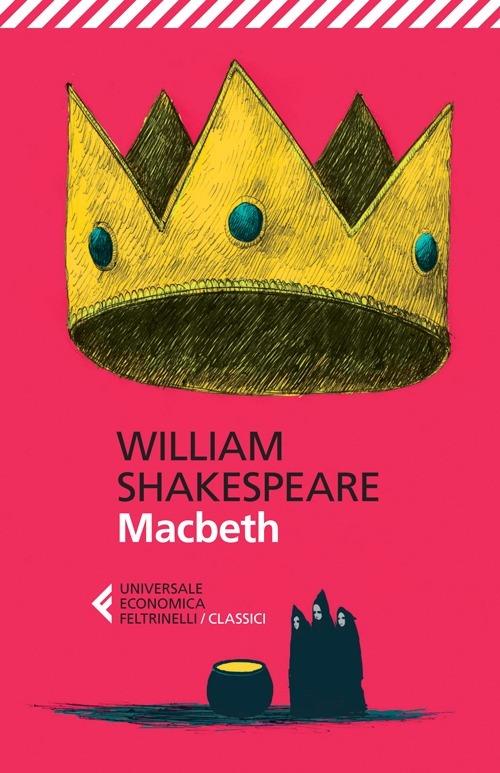 WILLIAM
SHAKESPEARE
Macbeth
UNIVERSALE
ECONOMICA
FELTRINELLI / CLASSICI